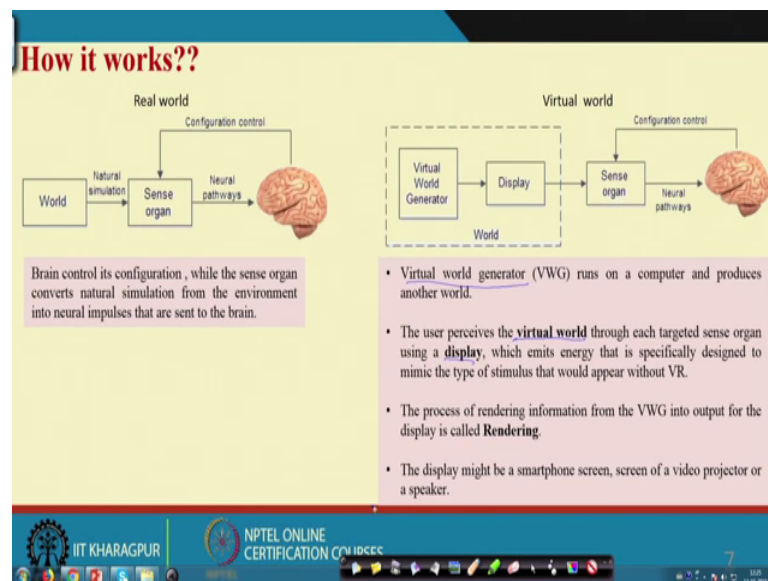 How it works??
Real world
Configuration control
World
Natural
simulation
Sense
organ
Neural
pathways
Brain control its configuration , while the sense organ
converts natural simulation from the environment
into neural impulses that are sent to the brain.
Virtual world
Configuration control
Virtual
World
Generator
Display
World
Sense
organ
Neural
pathways
• Virtual world generator (VWG) runs on a computer and produces
another world.
• The user perceives the virtual world through each targeted sense organ
using a display, which emits energy that is specifically designed to
mimic the type of stimulus that would appear without VR.
• The process of rendering information from the VWG into output for the
display is called Rendering.
• The display might be a smartphone screen, screen of a video projector or
a speaker.
IIT KHARAGPUR
NPTEL ONLINE
CERTIFICATION COURSES
NPTEL
7